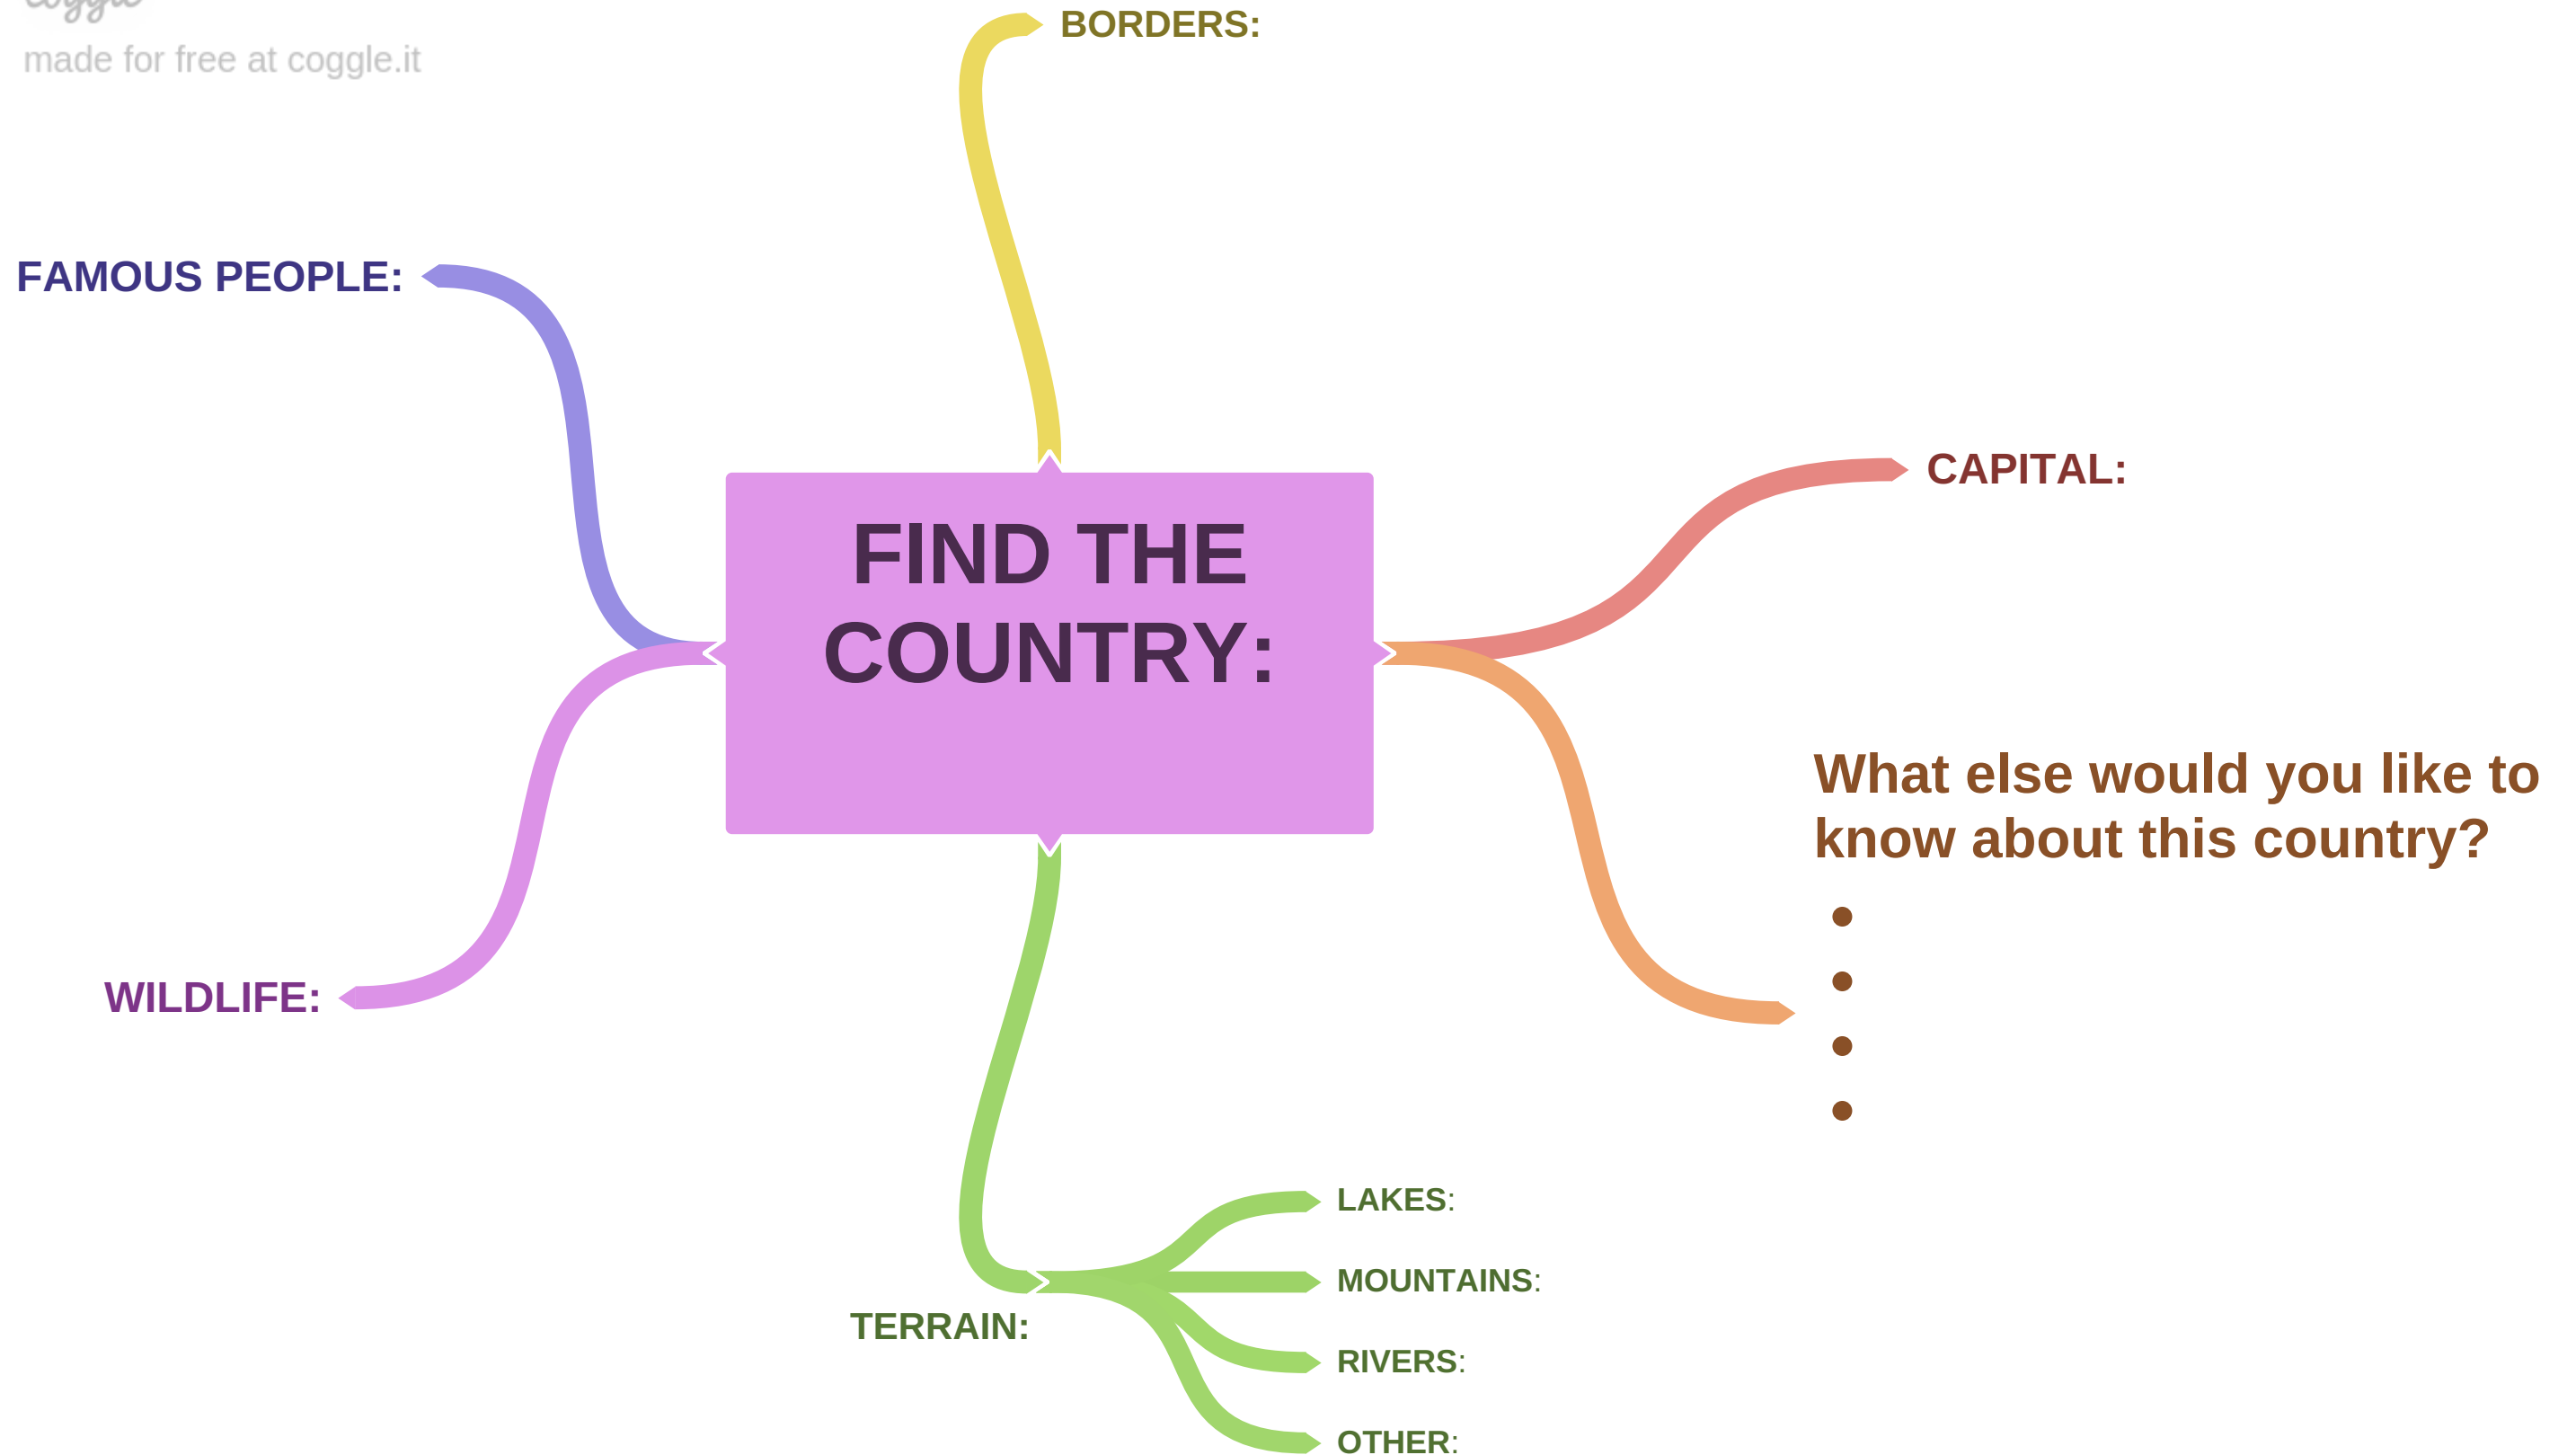 coggle
made for free at coggle.it
BORDERS:
FAMOUS PEOPLE:
CAPITAL:
FIND THE
COUNTRY:
What else would you like to
know about this country?
WILDLIFE:
LAKES:
MOUNTAINS:
TERRAIN:
RIVERS:
OTHER: